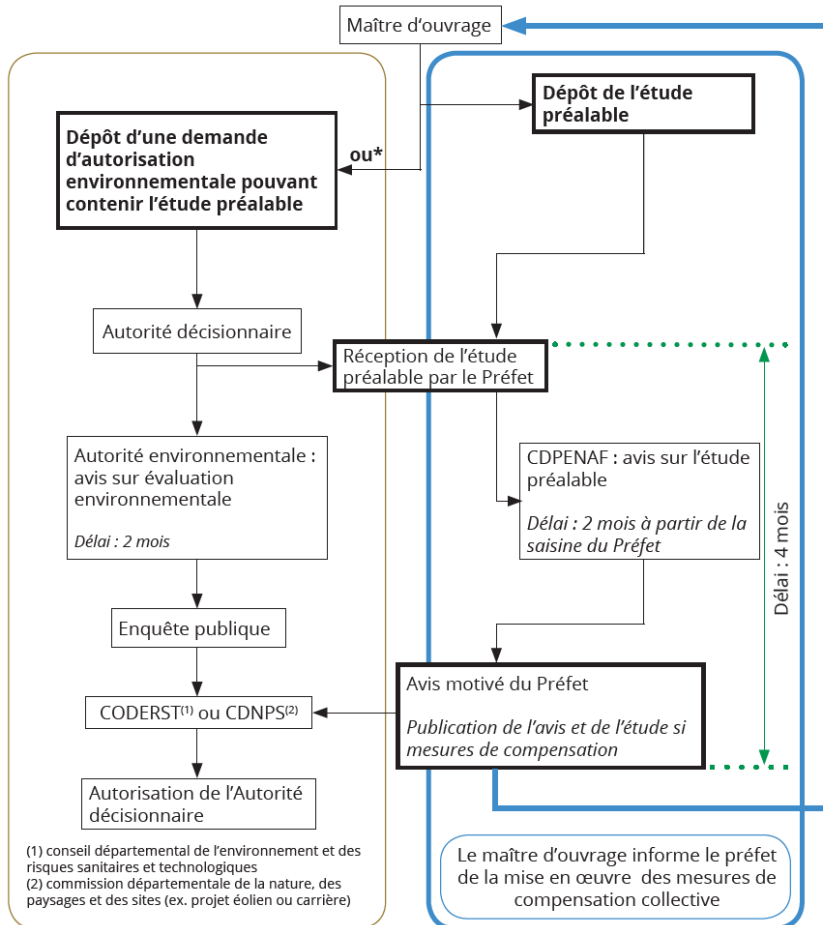 Maître d'ouvrage
Dépôt de l'étude
préalable
Dépôt d'une demande
d'autorisation
environnementale pouvant
contenir l'étude préalable
ou*
Autorité décisionnaire
Réception de l'étude
préalable par le Préfet
Autorité environnementale :
avis sur évaluation
environnementale
Délai : 2 mois
CDPENAF : avis sur l'étude
préalable
Délai : 2 mois à partir de la
saisine du Préfet
Délai : 4 mois
Enquête publique
Avis motivé du Préfet
Publication de l'avis et de l'étude si
mesures de compensation
CODERST(1) ou CDNPS(2)
Autorisation de l'Autorité
décisionnaire
(1) conseil départemental de l'environnement et des
risques sanitaires et technologiques
(2) commission départementale de la nature, des
paysages et des sites (ex. projet éolien ou carrière)
Le maître d'ouvrage informe le préfet
de la mise en œuvre des mesures de
compensation collective